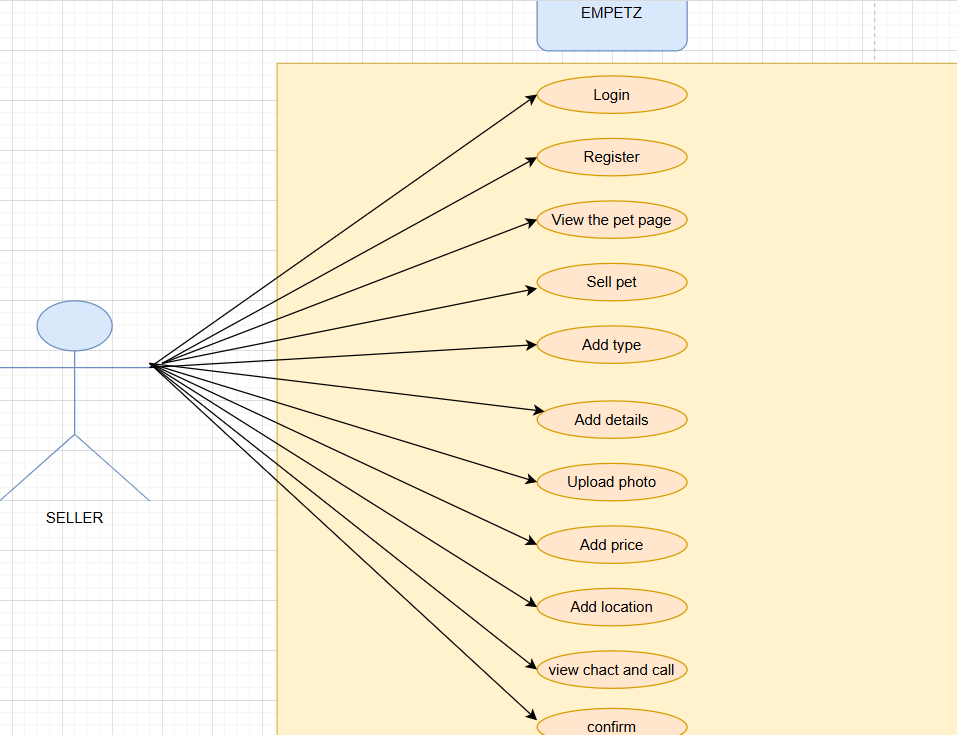 EMPETZ
Login
Register
View the pet page
Sell pet
Add type
Add details
Upload photo
Add price
Add location
view chact and call
confirm
SELLER